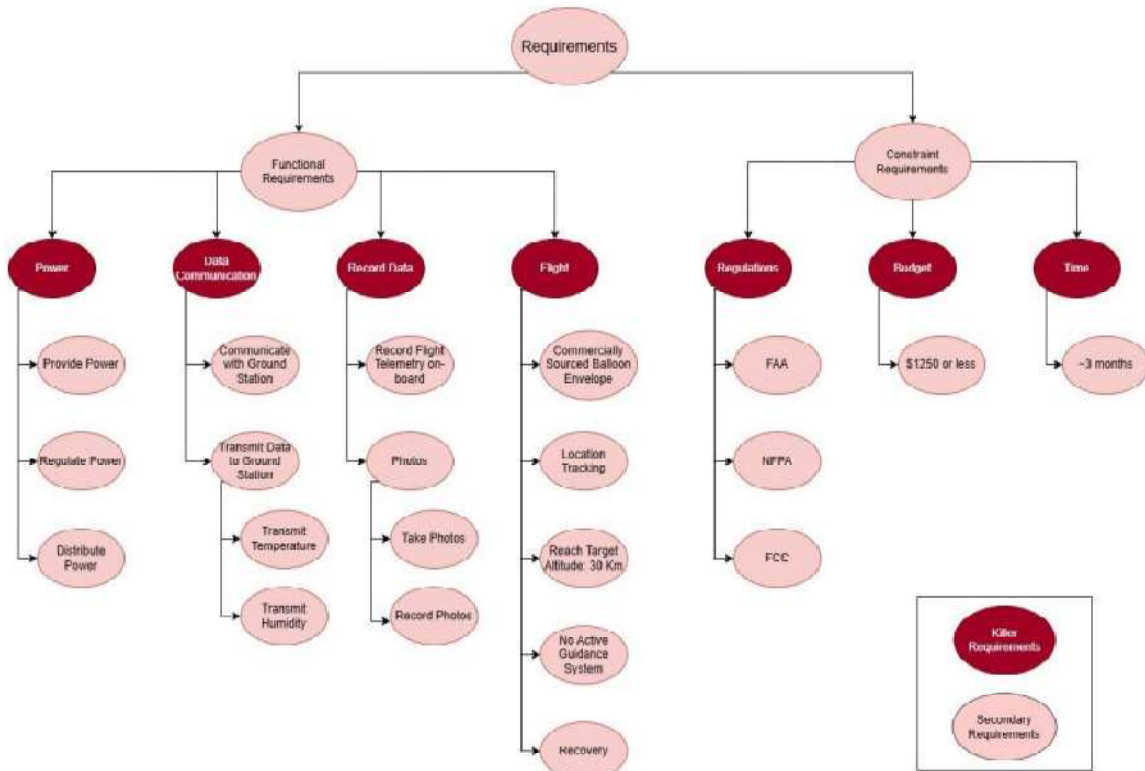 Requirements
Functional
Requirements
Constraint
Requirements
Power
Data
Communication
Record Data
Flight
Regulations
Budget
Time
Provide Power
Communicate
with Ground
Station
Record Flight
Telemetry on-
board
Commercially
Sourced Balloon
Envelope
FAA
$1250 or less
~3 months
Regulate Power
Transmit Data
to Ground
Station
Photos
Location
Tracking
NFPA
Distribute
Power
Transmit
Temperature
Take Photos
Reach Target
Altitude: 30 Km
FCC
Transmit
Humidity
Record Photos
No Active
Guidance
System
Recovery
Killer
Requirements
Secondary
Requirements